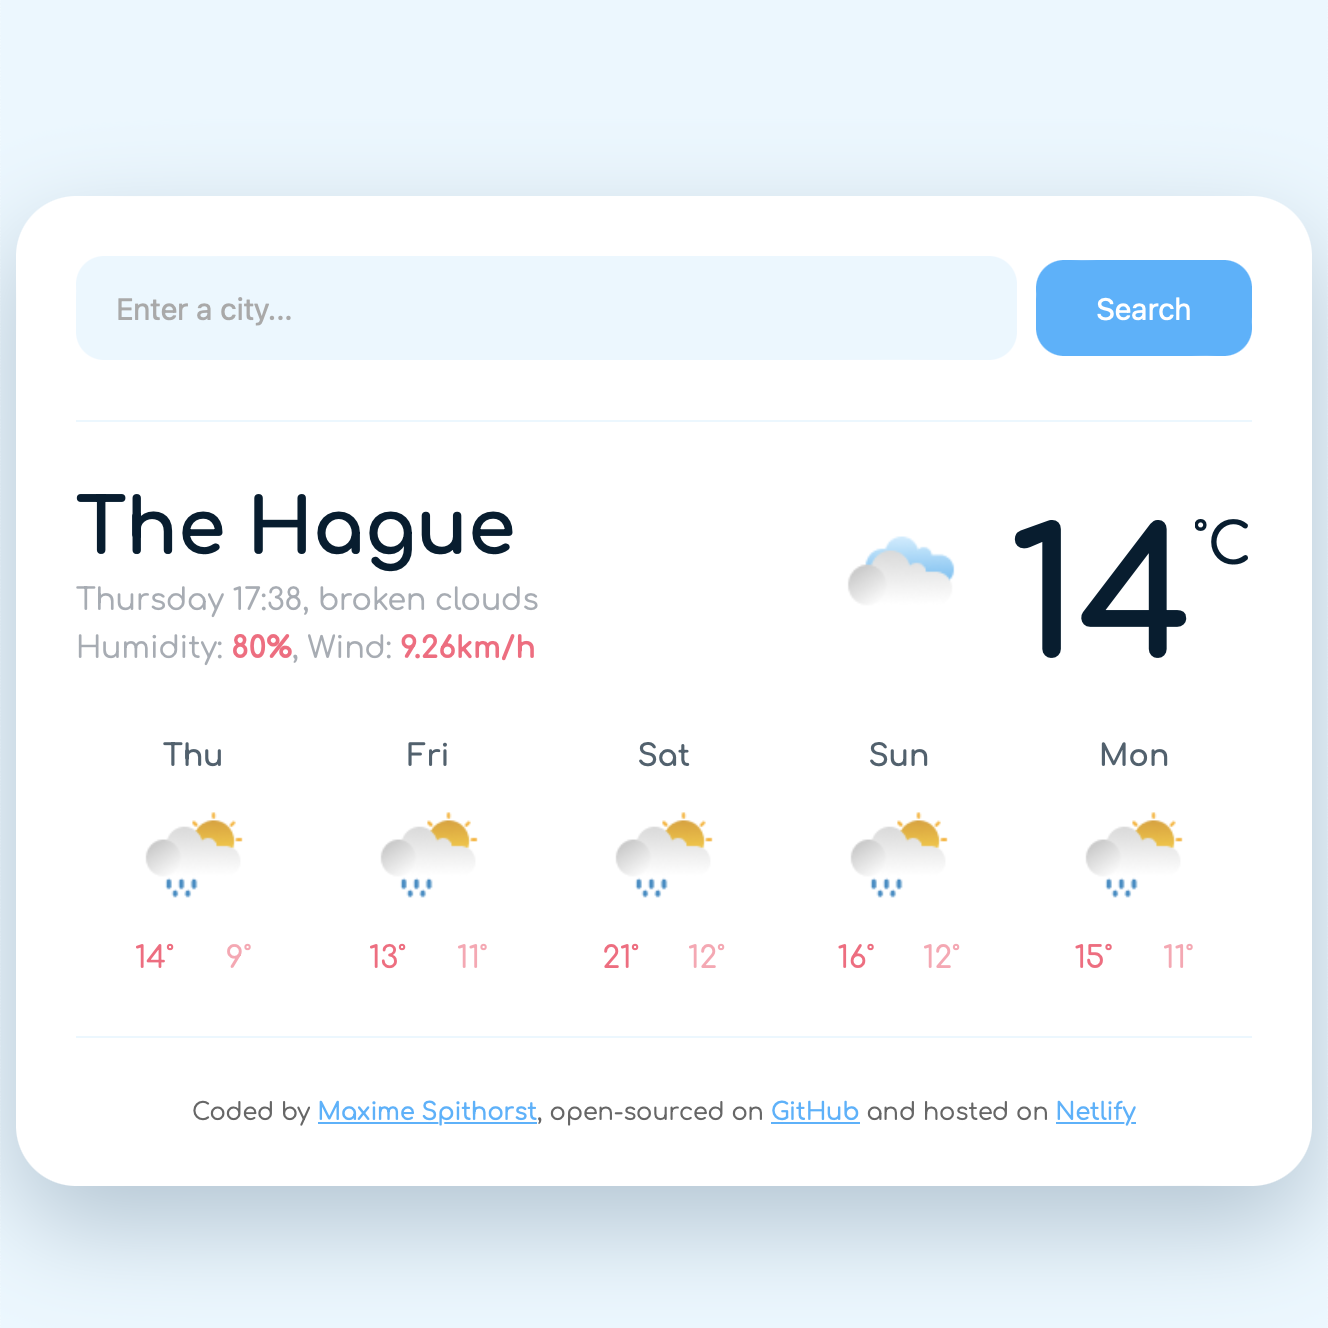 Enter a city...
Search
The Hague
Thursday 17:38, broken clouds
Humidity: 80%, Wind: 9.26km/h
14 °C
Thu Fri Sat Sun Mon
14° 9° 13° 11° 21° 12° 16° 12° 15° 11°
Coded by Maxime Spithorst, open-sourced on GitHub and hosted on Netlify